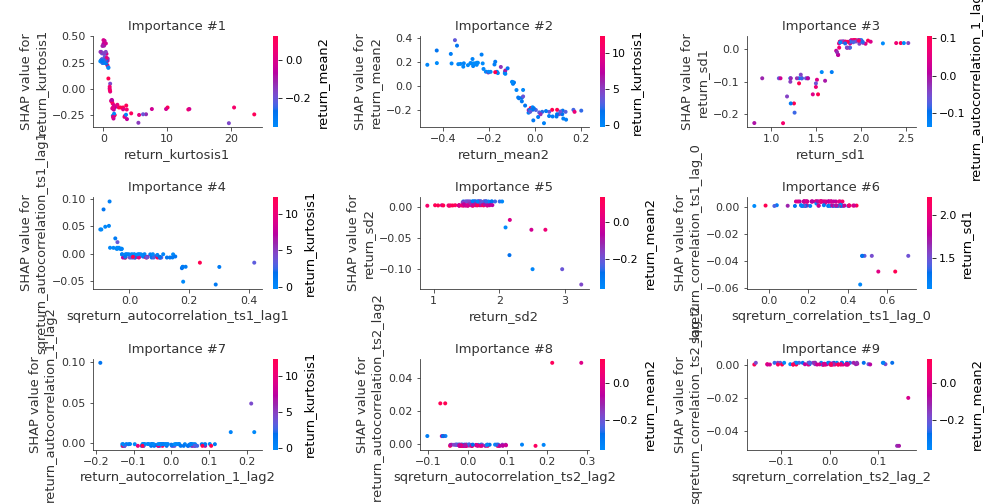 Importance #1
SHAP value for
return_kurtosis1
0.50
0.25
0.00
−0.25
0
10
20
return_kurtosis1
0.0
−0.2
return_mean2
Importance #2
SHAP value for
return_mean2
0.4
0.2
0.0
−0.2
−0.4
−0.2
0.0
0.2
return_mean2
10
5
0
return_kurtosis1
Importance #3
SHAP value for
return_sd1
0.0
−0.1
−0.2
1.0
1.5
2.0
2.5
return_sd1
0.1
0.0
−0.1
return_autocorrelation_1_lag
Importance #4
SHAP value for
sqreturn_autocorrelation_ts1_lag1
0.10
0.05
0.00
−0.05
0.0
0.2
0.4
sqreturn_autocorrelation_ts1_lag1
10
5
0
return_kurtosis1
Importance #5
SHAP value for
return_sd2
0.00
−0.05
−0.10
1
2
3
return_sd2
0.0
−0.2
return_mean2
Importance #6
SHAP value for
sqreturn_correlation_ts1_lag_0
0.00
−0.02
−0.04
−0.06
0.0
0.2
0.4
0.6
sqreturn_correlation_ts1_lag_0
2.0
1.5
return_sd1
Importance #7
SHAP value for
return_autocorrelation_1_lag2
0.10
0.05
0.00
−0.2
−0.1
0.0
0.1
0.2
return_autocorrelation_1_lag2
10
5
0
return_kurtosis1
Importance #8
SHAP value for
sqreturn_autocorrelation_ts2_lag2
0.04
0.02
0.00
−0.1
0.0
0.1
0.2
0.3
sqreturn_autocorrelation_ts2_lag2
0.0
−0.2
return_mean2
Importance #9
SHAP value for
sqreturn_correlation_ts2_lag_2
0.00
−0.02
−0.04
−0.1
0.0
0.1
sqreturn_correlation_ts2_lag_2
0.0
−0.2
return_mean2